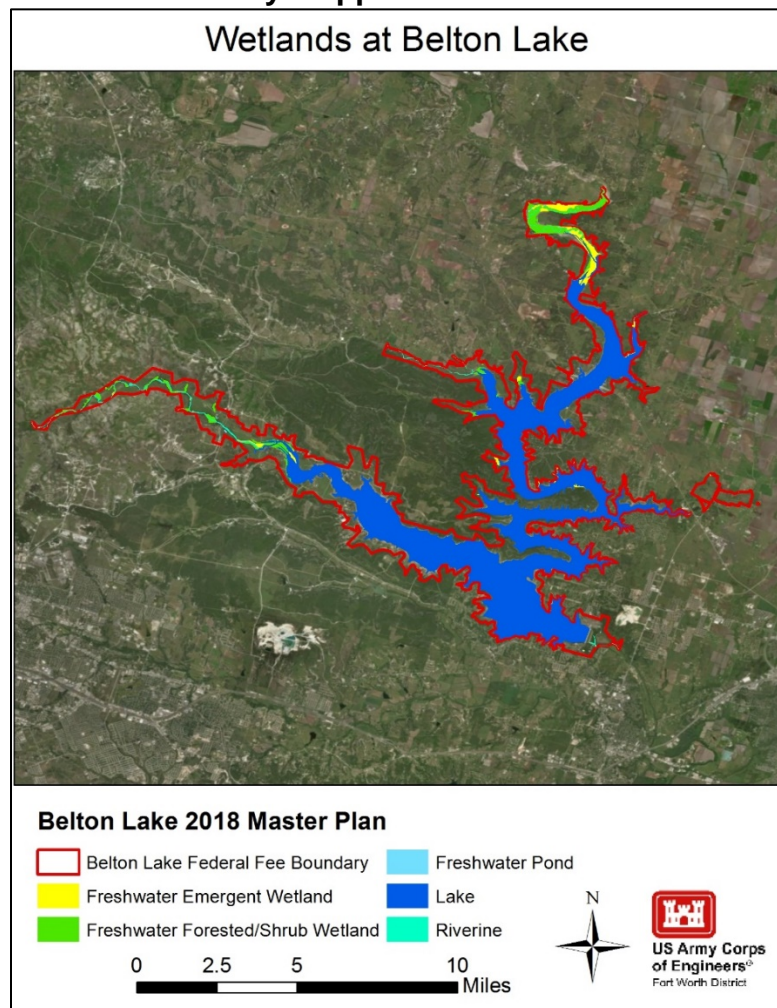 Wetlands at Belton Lake
Belton Lake 2018 Master Plan
Belton Lake Federal Fee Boundary
Freshwater Emergent Wetland
Freshwater Forested/Shrub Wetland
Freshwater Pond
Lake
Riverine
0 2.5 5 10
Miles
N
US Army Corps
of Engineers®
Fort Worth District